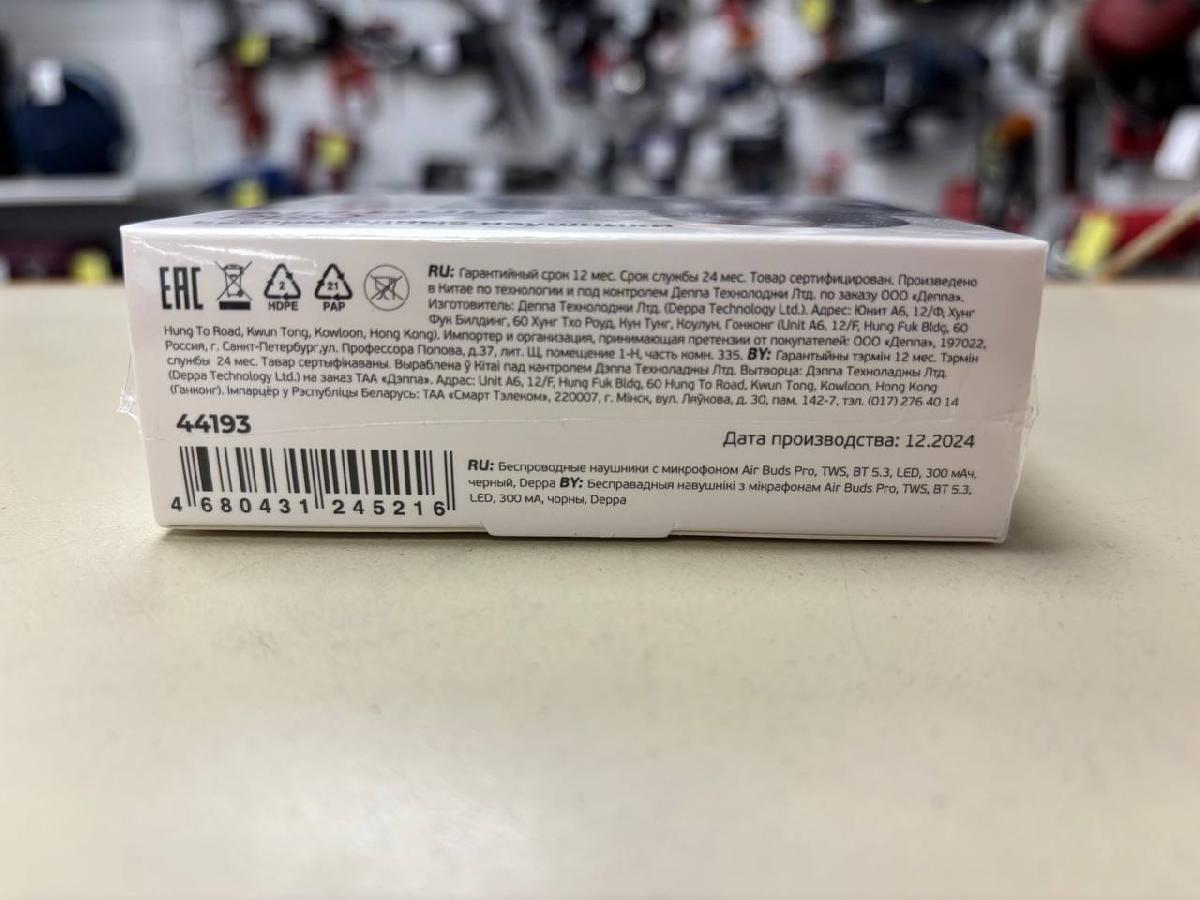 наушники
EAC
2
HDPE
21
PAP
RU: Гарантийный срок 12 мес. Срок службы 24 мес. Товар сертифицирован. Произведено
в Китае по технологии и под контролем Деппа Технолоджи Лтд. по заказу ООО «Деппа».
Изготовитель: Деппа Технолоджи Лтд. (Deppa Technology Ltd.). Адрес: Юнит А6, 12/Ф, Хунг
Фук Билдинг, 60 Хунг Тхо Роуд, Кун Тунг, Коулун, Гонконг (Unit A6, 12/F, Hung Fuk Bldg, 60
Hung To Road, Kwun Tong, Kowloon, Hong Kong). Импортер и организация, принимающая претензии от покупателей: ООО «Деппа», 197022,
Россия, г. Санкт-Петербург,ул. Профессора Попова, д.37, лит. Щ, помещение 1-Н, часть комн. 335. BY: Гарантыйны тэрмін 12 мес. Тэрмін
службы 24 мес. Тавар сертыфікаваны. Выраблена ў Кітаі пад кантролем Дэппа Техноладжы Лтд. Вытворца: Дэппа Тэхноладжы Лтд.
(Deppa Technology Ltd.) на заказ ТАА «Дэппа». Адрас: Unit A6, 12/F, Hung Fuk Bldg, 60 Hung To Road, Kwun Tong, Kowloon, Hong Kong
(Ганконг). Імпарцёр у Рэспубліцы Беларусь: ТАА «Смарт Тэлеком», 220007, г. Мінск, вул. Ляўкова, д. 30, пам. 142-7, тэл. (017) 276 40 14
44193
Дата производства: 12.2024
4 680431 245216
RU: Беспроводные наушники с микрофоном Air Buds Pro, TWS, BT 5.3, LED, 300 мАч,
черный, Deppa BY: Бесправадныя навушнікі з мікрафонам Air Buds Pro, TWS, BT 5.3,
LED, 300 МА, чорны, Deppa